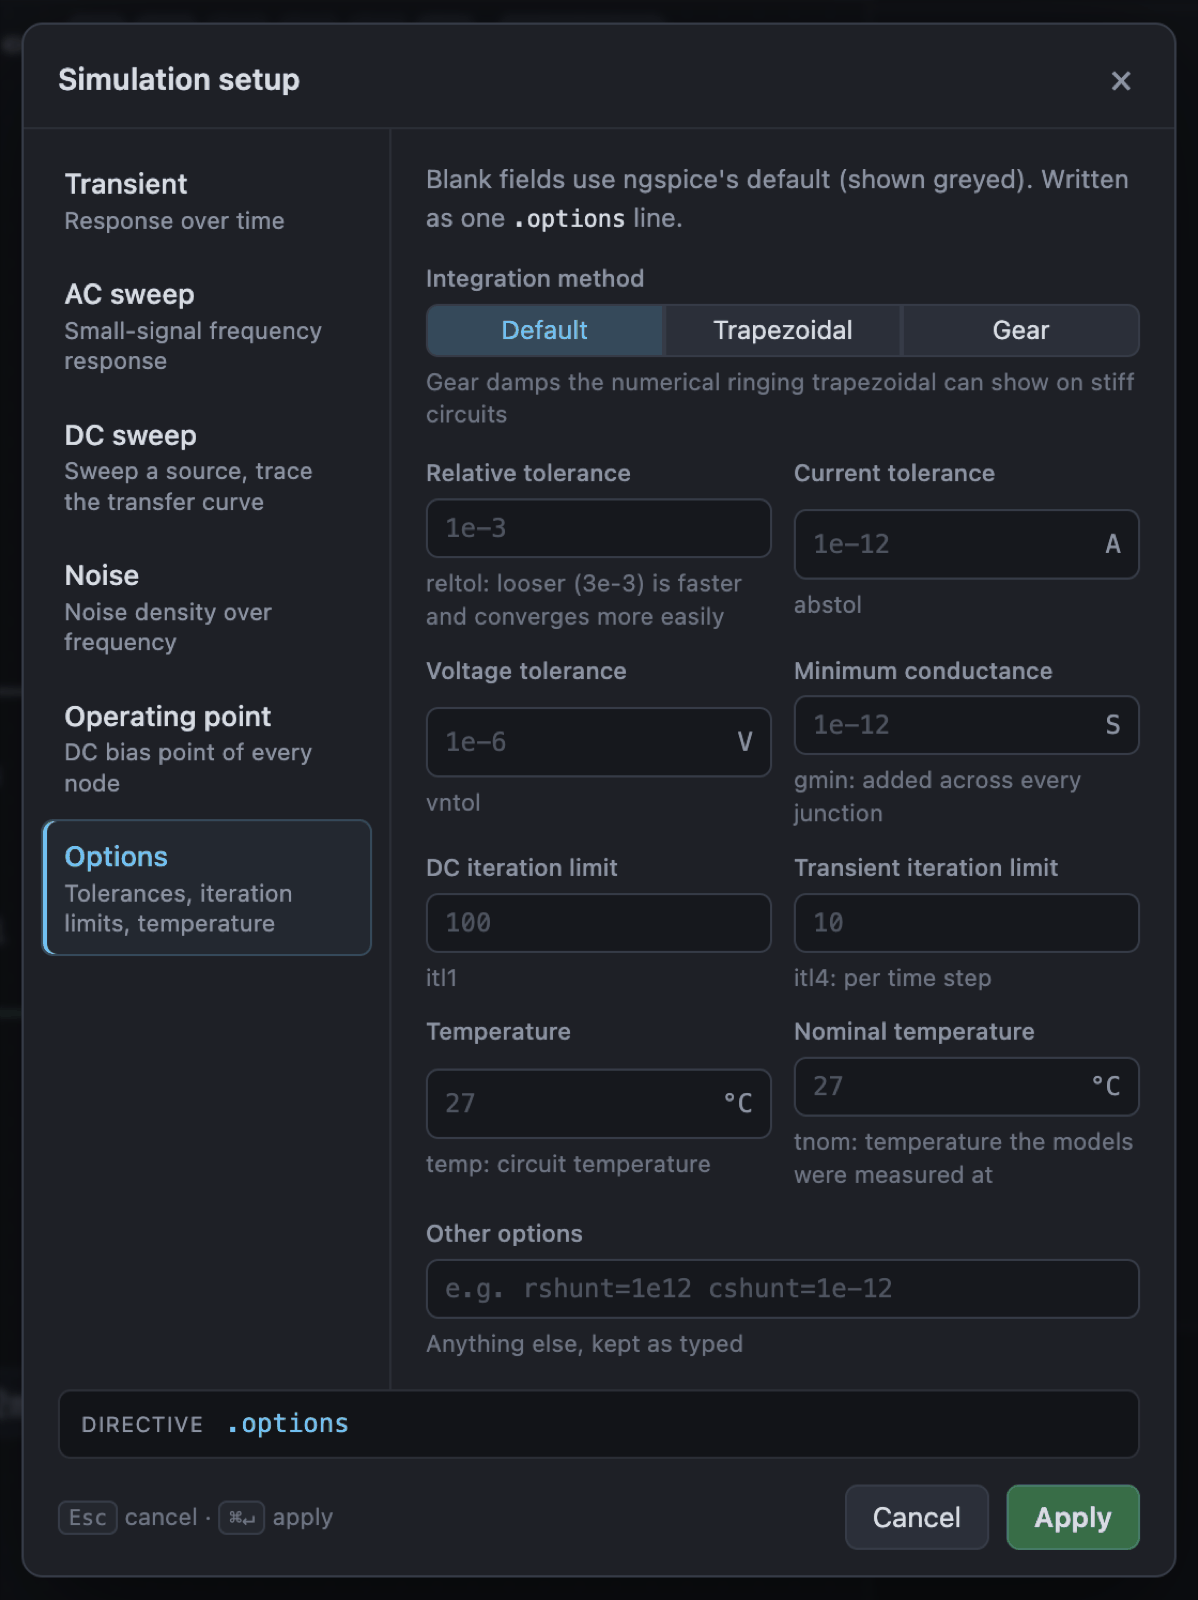 Simulation setup
×
Transient
Response over time
AC sweep
Small-signal frequency
response
DC sweep
Sweep a source, trace
the transfer curve
Noise
Noise density over
frequency
Operating point
DC bias point of every
node
Options
Tolerances, iteration
limits, temperature
Blank fields use ngspice's default (shown greyed). Written
as one .options line.
Integration method
Default
Trapezoidal
Gear
Gear damps the numerical ringing trapezoidal can show on stiff
circuits
Relative tolerance
1e−3
reltol: looser (3e-3) is faster
and converges more easily
Current tolerance
1e−12 A
abstol
Voltage tolerance
1e−6 V
vntol
Minimum conductance
1e−12 S
gmin: added across every
junction
DC iteration limit
100
itl1
Transient iteration limit
10
itl4: per time step
Temperature
27 °C
temp: circuit temperature
Nominal temperature
27 °C
tnom: temperature the models
were measured at
Other options
e.g. rshunt=1e12 cshunt=1e−12
Anything else, kept as typed
DIRECTIVE .options
Esc cancel · ⌘↵ apply
Cancel
Apply